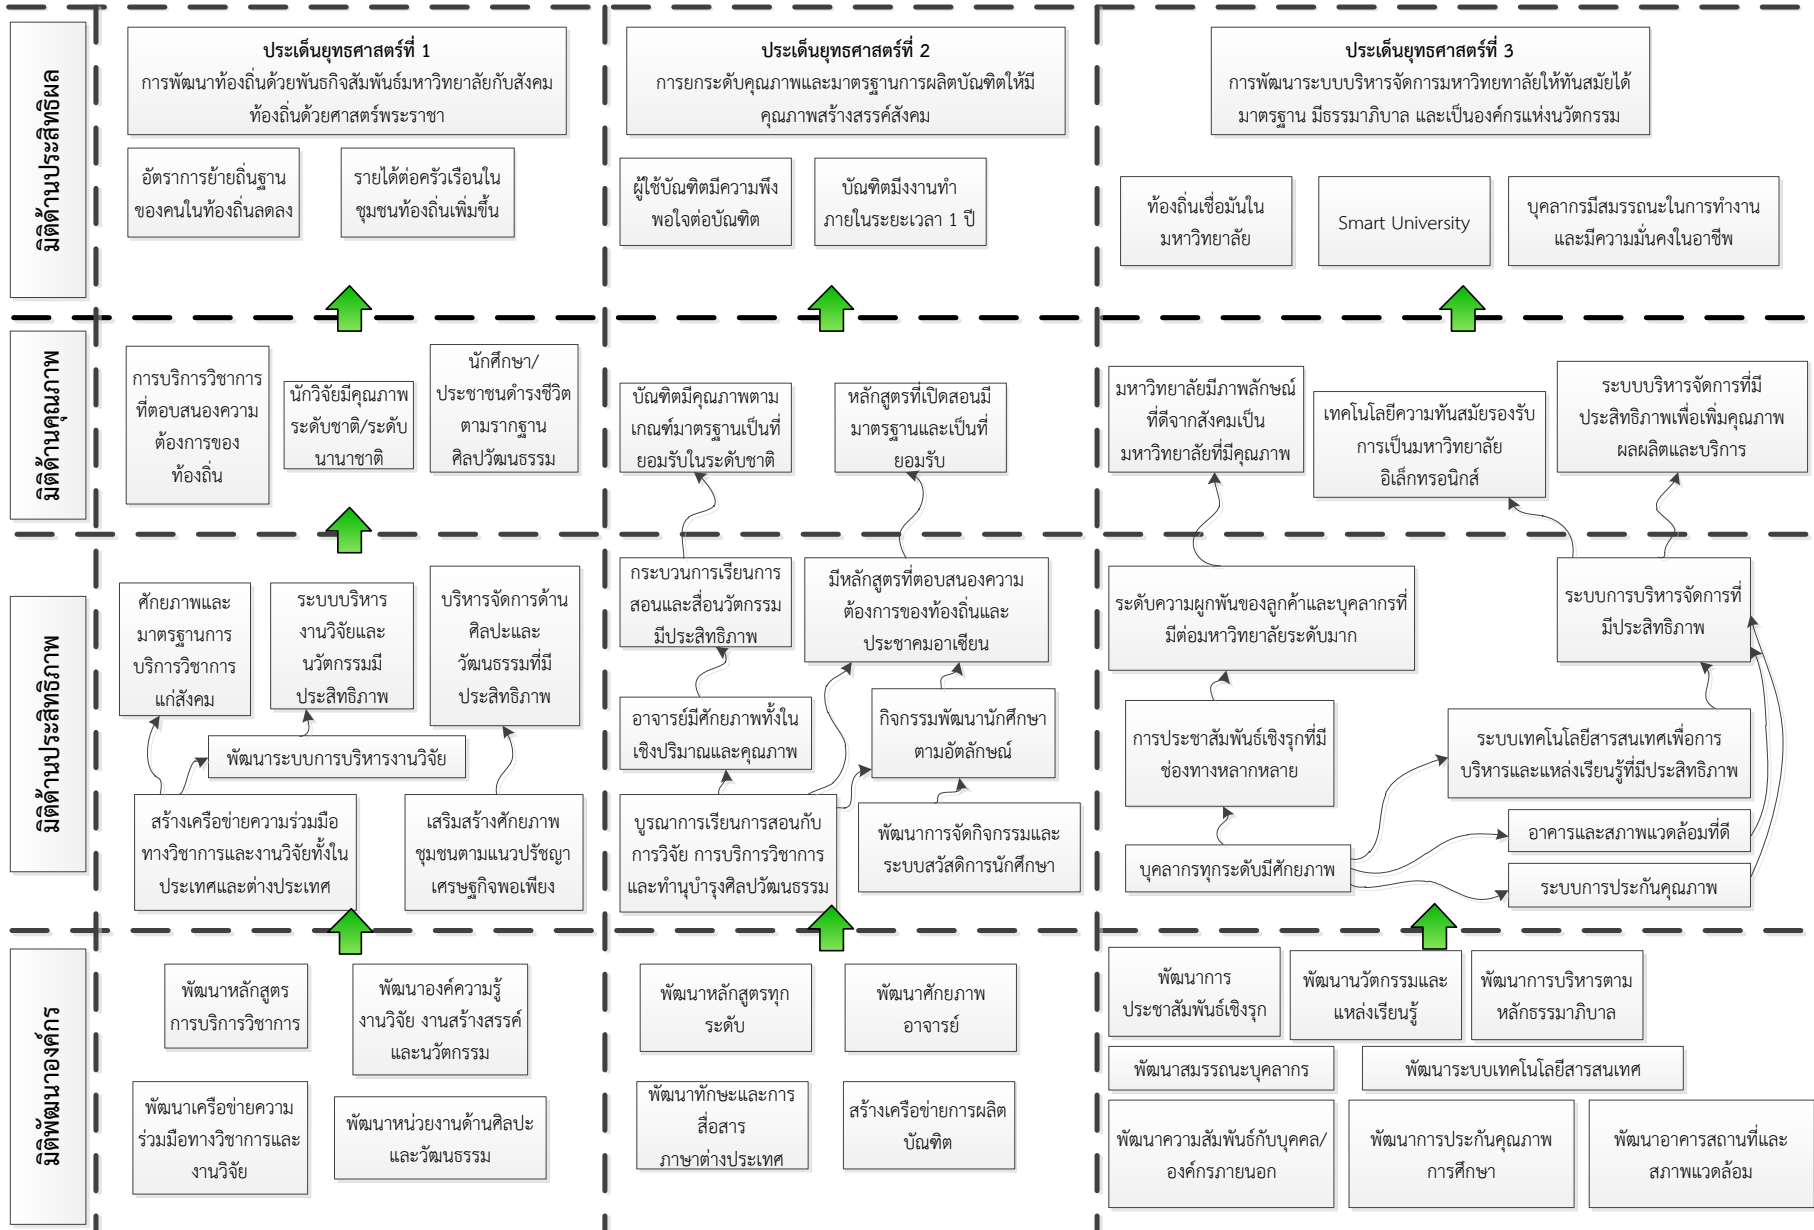 มิติด้านประสิทธิผล
ประเด็นยุทธศาสตร์ที่ 1
การพัฒนาท้องถิ่นด้วยพันธกิจสัมพันธ์มหาวิทยาลัยกับสังคม
ท้องถิ่นด้วยศาสตร์พระราชา
อัตราการย้ายถิ่นฐาน
ของคนในท้องถิ่นลดลง
รายได้ต่อครัวเรือนใน
ชุมชนท้องถิ่นเพิ่มขึ้น
ประเด็นยุทธศาสตร์ที่ 2
การยกระดับคุณภาพและมาตรฐานการผลิตบัณฑิตให้มี
คุณภาพสร้างสรรค์สังคม
ผู้ใช้บัณฑิตมีความพึง
พอใจต่อบัณฑิต
บัณฑิตมีงงานทำ
ภายในระยะเวลา 1 ปี
ประเด็นยุทธศาสตร์ที่ 3
การพัฒนาระบบบริหารจัดการมหาวิทยทาลัยให้ทันสมัยได้
มาตรฐาน มีธรรมาภิบาล และเป็นองค์กรแห่งนวัตกรรม
ท้องถิ่นเชื่อมันใน
มหาวิทยาลัย
Smart University
บุคลากรมีสมรรถนะในการทำงาน
และมีความมั่นคงในอาชีพ
มิติด้านคุณภาพ
การบริการวิชาการ
ที่ตอบสนองความ
ต้องการของ
ท้องถิ่น
นักวิจัยมีคุณภาพ
ระดับชาติ/ระดับ
นานาชาติ
นักศึกษา/
ประชาชนดำรงชีวิต
ตามรากฐาน
ศิลปวัฒนธรรม
บัณฑิตมีคุณภาพตาม
เกณฑ์มาตรฐานเป็นที่
ยอมรับในระดับชาติ
หลักสูตรที่เปิดสอนมี
มาตรฐานและเป็นที่
ยอมรับ
มหาวิทยาลัยมีภาพลักษณ์
ที่ดีจากสังคมเป็น
มหาวิทยาลัยที่มีคุณภาพ
เทคโนโลยีความทันสมัยรองรับ
การเป็นมหาวิทยาลัย
อิเล็กทรอนิกส์
ระบบบริหารจัดการที่มี
ประสิทธิภาพเพื่อเพิ่มคุณภาพ
ผลผลิตและบริการ
มิติด้านประสิทธิภาพ
ศักยภาพและ
มาตรฐานการ
บริการวิชาการ
แก่สังคม
ระบบบริหาร
งานวิจัยและ
นวัตกรรมมี
ประสิทธิภาพ
บริหารจัดการด้าน
ศิลปะและ
วัฒนธรรมที่มี
ประสิทธิภาพ
พัฒนาระบบการบริหารงานวิจัย
สร้างเครือข่ายความร่วมมือ
ทางวิชาการและงานวิจัยทั้งใน
ประเทศและต่างประเทศ
เสริมสร้างศักยภาพ
ชุมชนตามแนวปรัชญา
เศรษฐกิจพอเพียง
กระบวนการเรียนการ
สอนและสื่อนวัตกรรม
มีประสิทธิภาพ
มีหลักสูตรที่ตอบสนองความ
ต้องการของท้องถิ่นและ
ประชาคมอาเซียน
อาจารย์มีศักยภาพทั้งใน
เชิงปริมาณและคุณภาพ
กิจกรรมพัฒนานักศึกษา
ตามอัตลักษณ์
บูรณาการเรียนการสอนกับ
การวิจัย การบริการวิชาการ
และทำนุบำรุงศิลปวัฒนธรรม
พัฒนาการจัดกิจกรรมและ
ระบบสวัสดิการนักศึกษา
ระดับความผูกพันของลูกค้าและบุคลากรที่
มีต่อมหาวิทยาลัยระดับมาก
ระบบการบริหารจัดการที่
มีประสิทธิภาพ
การประชาสัมพันธ์เชิงรุกที่มี
ช่องทางหลากหลาย
ระบบเทคโนโลยีสารสนเทศเพื่อการ
บริหารและแหล่งเรียนรู้ที่มีประสิทธิภาพ
อาคารและสภาพแวดล้อมที่ดี
บุคลากรทุกระดับมีศักยภาพ
ระบบการประกันคุณภาพ
มิติพัฒนาองค์กร
พัฒนาหลักสูตร
การบริการวิชาการ
พัฒนาองค์ความรู้
งานวิจัย งานสร้างสรรค์
และนวัตกรรม
พัฒนาเครือข่ายความ
ร่วมมือทางวิชาการและ
งานวิจัย
พัฒนาหน่วยงานด้านศิลปะ
และวัฒนธรรม
พัฒนาหลักสูตรทุก
ระดับ
พัฒนาศักยภาพ
อาจารย์
พัฒนาทักษะและการ
สื่อสาร
ภาษาต่างประเทศ
สร้างเครือข่ายการผลิต
บัณฑิต
พัฒนาการ
ประชาสัมพันธ์เชิงรุก
พัฒนานวัตกรรมและ
แหล่งเรียนรู้
พัฒนาการบริหารตาม
หลักธรรมาภิบาล
พัฒนาสมรรถนะบุคลากร
พัฒนาระบบเทคโนโลยีสารสนเทศ
พัฒนาความสัมพันธ์กับบุคคล/
องค์กรภายนอก
พัฒนาการประกันคุณภาพ
การศึกษา
พัฒนาอาคารสถานที่และ
สภาพแวดล้อม